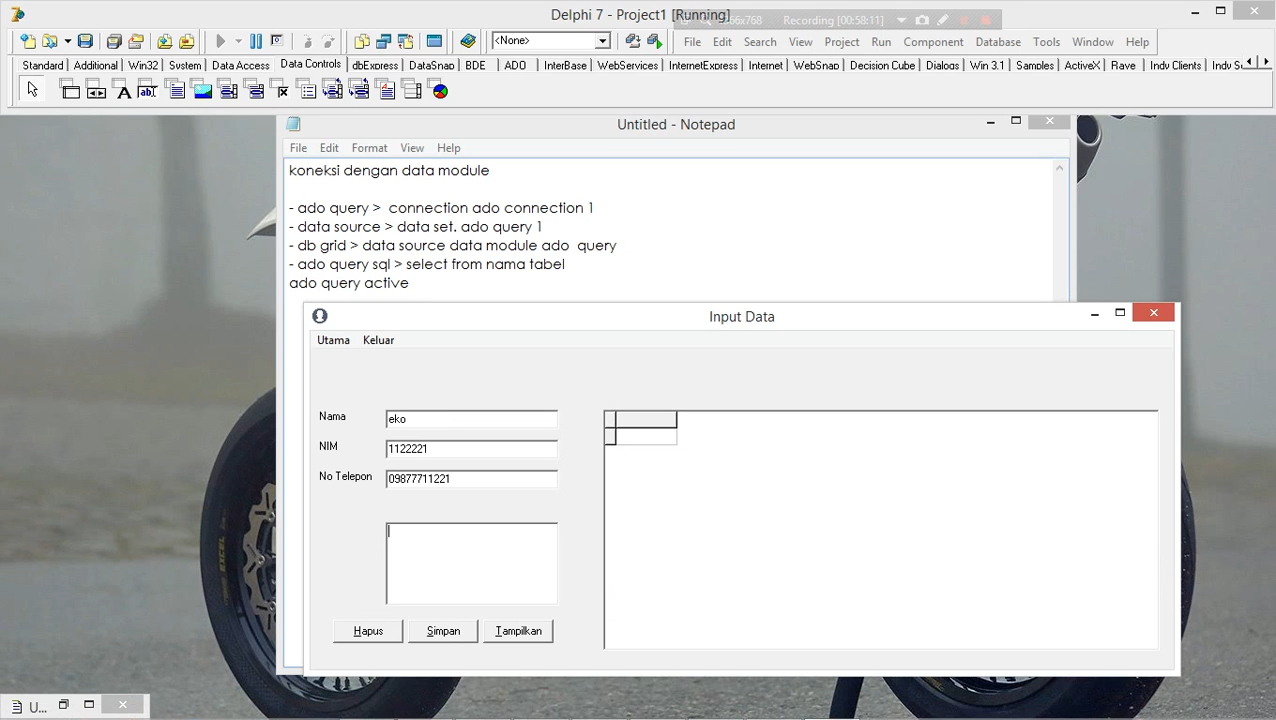 Delphi 7 - Project1 [Running]
66x768 Recording [00:58:11]
<None>
File Edit Search View Project Run Component Database Tools Window Help
Standard Additional Win32 System Data Access Data Controls dbExpress DataSnap BDE ADO InterBase WebServices InternetExpress Internet WebSnap Decision Cube Dialogs Win 3.1 Samples ActiveX Rave Indy Clients Indy S
Untitled - Notepad
File Edit Format View Help
koneksi dengan data module
- ado query > connection ado connection 1
- data source > data set. ado query 1
- db grid > data source data module ado query
- ado query sql > select from nama tabel
ado query active
Input Data
Utama Keluar
Nama eko
NIM 1122221
No Telepon 09877711221
Hapus Simpan Tampilkan
U...